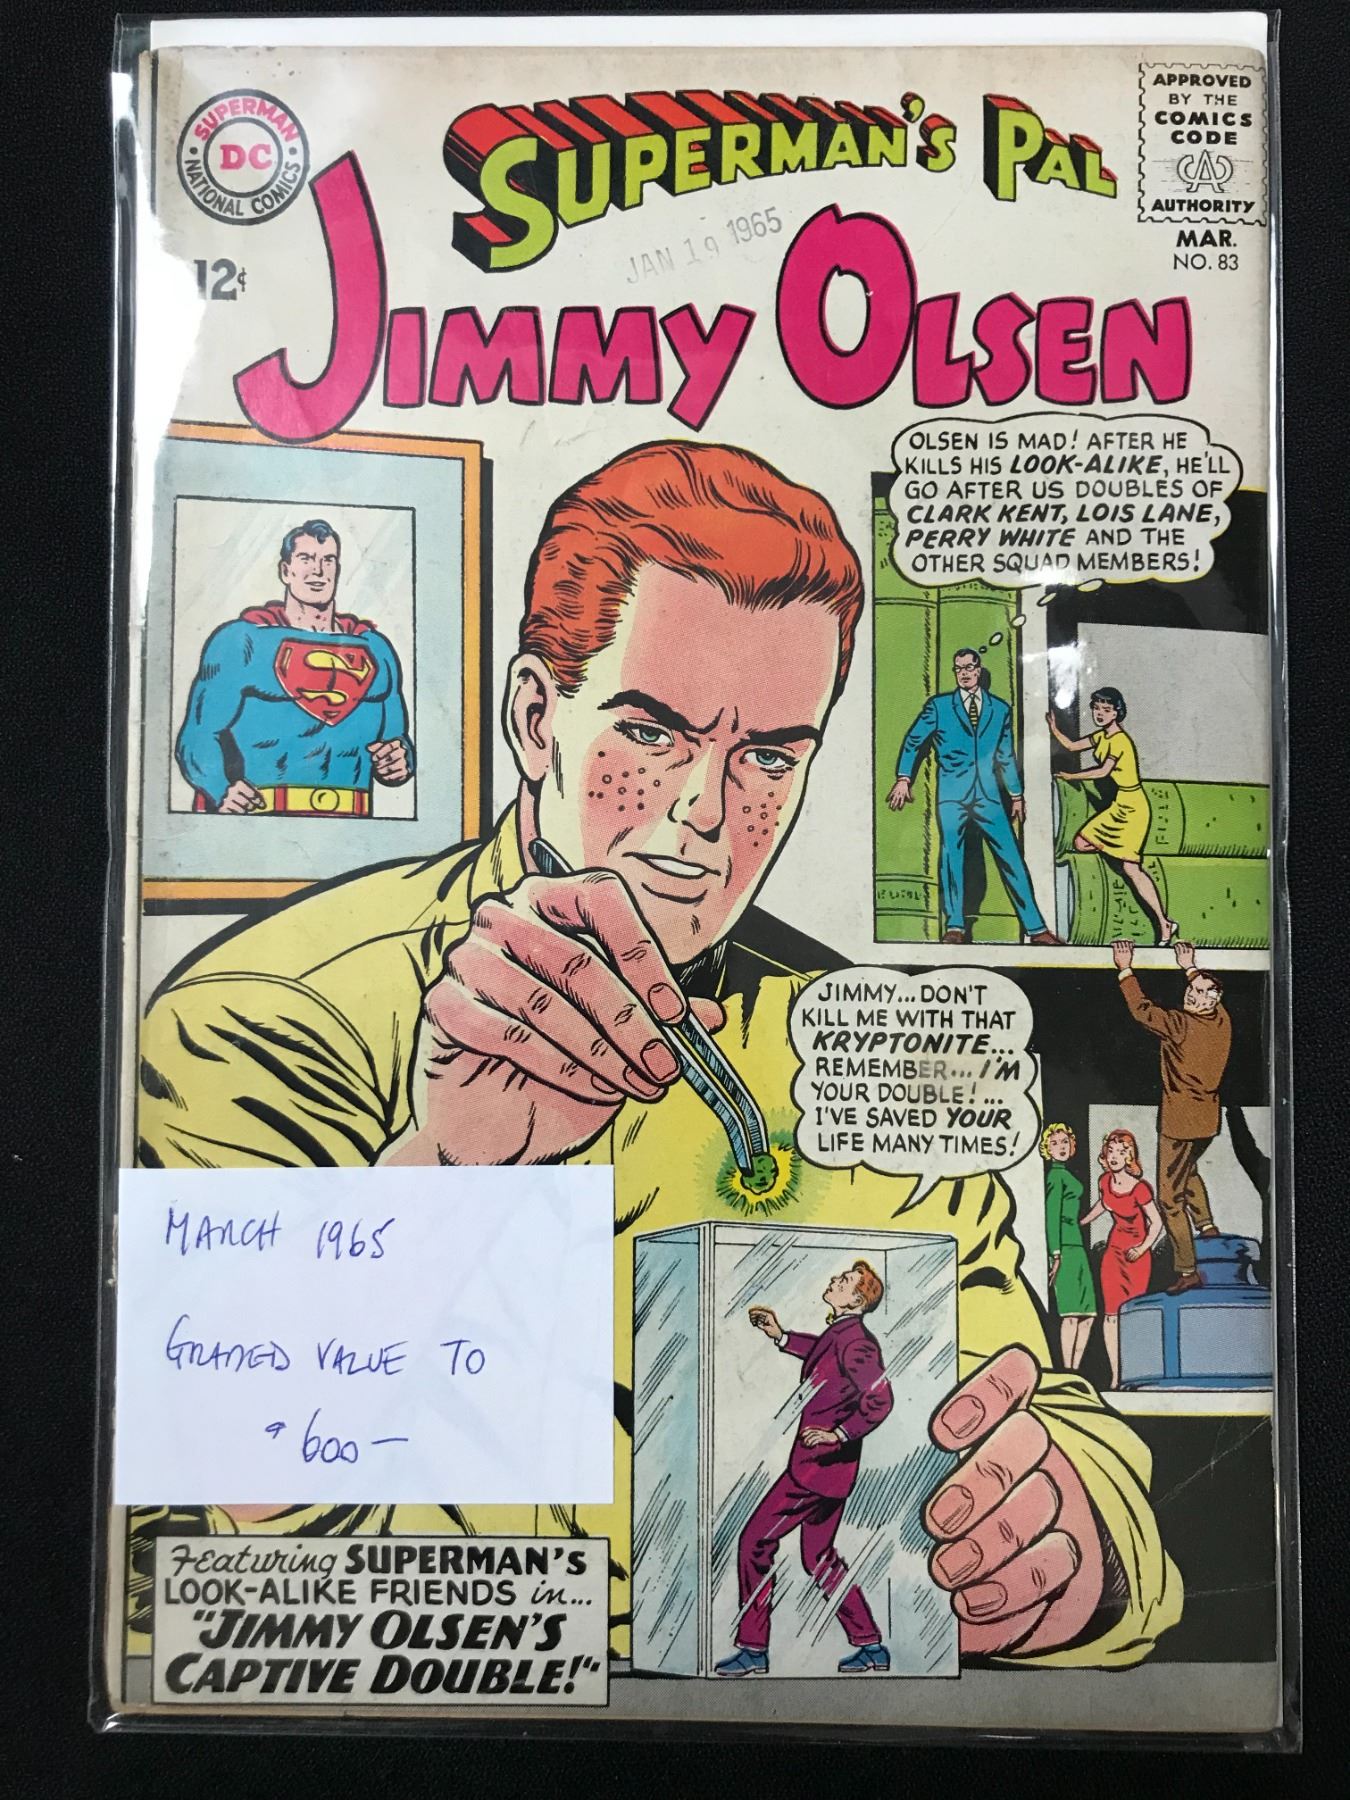 SUPERMAN
DC
NATIONAL COMICS
SUPERMAN'S PAL
JIMMY OLSEN
12¢
JAN 19 1965
APPROVED
BY THE
COMICS
CODE
CA
AUTHORITY
MAR.
NO. 83
OLSEN IS MAD! AFTER HE
KILLS HIS LOOK-ALIKE, HE'LL
GO AFTER US DOUBLES OF
CLARK KENT, LOIS LANE,
PERRY WHITE AND THE
OTHER SQUAD MEMBERS!
S
JIMMY... DON'T
KILL ME WITH THAT
KRYPTONITE...
REMEMBER... I'M
YOUR DOUBLE!...
I'VE SAVED YOUR
LIFE MANY TIMES!
MARCH 1965
GRADED VALUE TO
$600—
Featuring SUPERMAN'S
LOOK-ALIKE FRIENDS in...
"JIMMY OLSEN'S
CAPTIVE DOUBLE!"